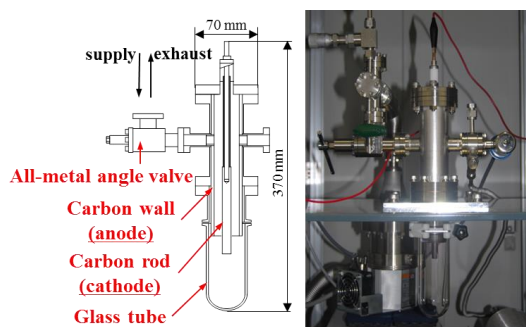 70 mm
supply
exhaust
370 mm
All-metal angle valve
Carbon wall
(anode)
Carbon rod
(cathode)
Glass tube